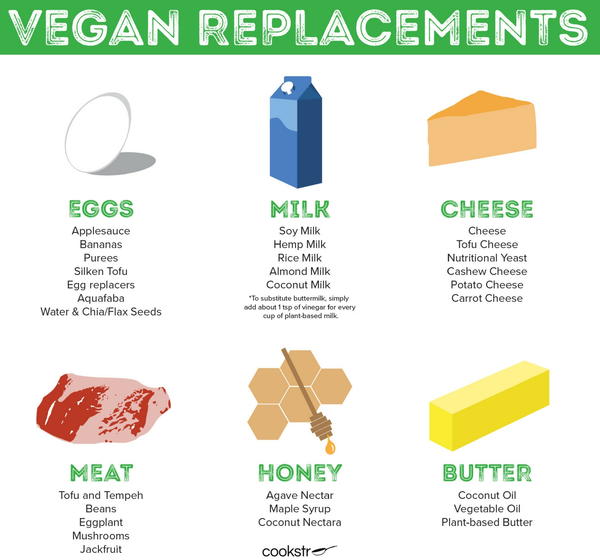 VEGAN REPLACEMENTS
EGGS
Applesauce
Bananas
Purees
Silken Tofu
Egg replacers
Aquafaba
Water & Chia/Flax Seeds
MILK
Soy Milk
Hemp Milk
Rice Milk
Almond Milk
Coconut Milk
*To substitute buttermilk, simply
add about 1 tsp of vinegar for every
cup of plant-based milk.
CHEESE
Cheese
Tofu Cheese
Nutritional Yeast
Cashew Cheese
Potato Cheese
Carrot Cheese
MEAT
Tofu and Tempeh
Beans
Eggplant
Mushrooms
Jackfruit
HONEY
Agave Nectar
Maple Syrup
Coconut Nectara
BUTTER
Coconut Oil
Vegetable Oil
Plant-based Butter
cookstr